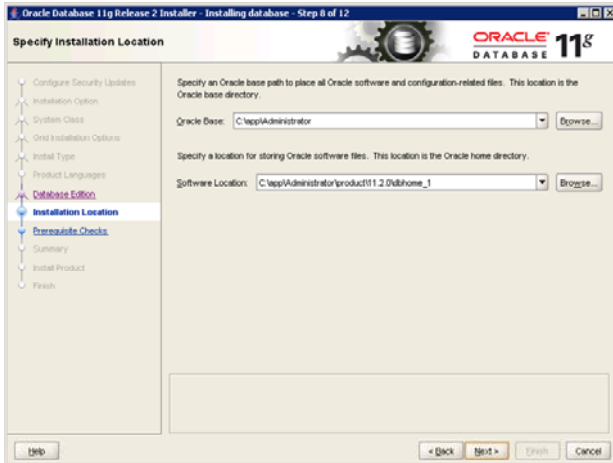 Oracle Database 11g Release 2 Installer - Installing database - Step 8 of 12
Specify Installation Location
ORACLE
DATABASE
11g
Configure Security Updates
Installation Option
System Class
Grid Installation Options
Install Type
Product Languages
Database Edition
Installation Location
Prerequisite Checks
Summary
Install Product
Finish
Specify an Oracle base path to place all Oracle software and configuration-related files. This location is the
Oracle base directory.
Oracle Base: C:\app\Administrator Browse...
Specify a location for storing Oracle software files. This location is the Oracle home directory.
Software Location: C:\app\Administrator\product\11.2.0\dbhome_1 Browse...
Help < Back Next > Finish Cancel